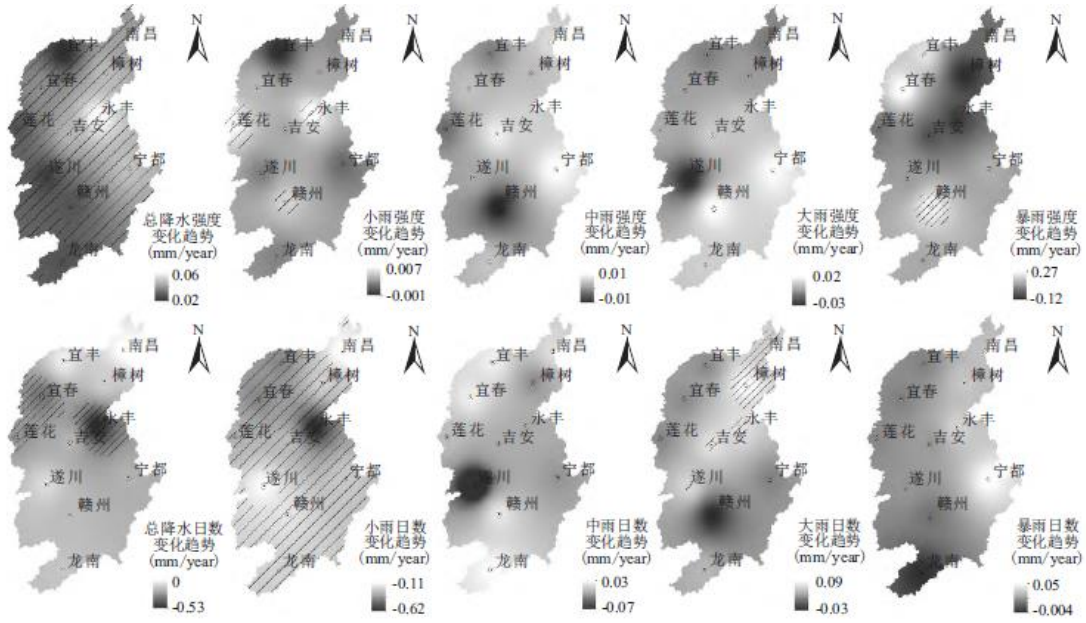 N
南昌
宜丰
樟树
宜春
永丰
莲花
吉安
宁都
遂川
赣州
龙南
总降水强度
变化趋势
(mm/year)
0.06
0.02
N
南昌
宜丰
樟树
宜春
永丰
莲花
吉安
宁都
遂川
赣州
龙南
小雨强度
变化趋势
(mm/year)
0.007
-0.001
N
南昌
宜丰
樟树
宜春
永丰
莲花
吉安
宁都
遂川
赣州
龙南
中雨强度
变化趋势
(mm/year)
0.01
-0.01
N
南昌
宜丰
樟树
宜春
永丰
莲花
吉安
宁都
遂川
赣州
龙南
大雨强度
变化趋势
(mm/year)
0.02
-0.03
N
南昌
宜丰
樟树
宜春
永丰
莲花
吉安
宁都
遂川
赣州
龙南
暴雨强度
变化趋势
(mm/year)
0.27
-0.12
N
南昌
宜丰
樟树
宜春
永丰
莲花
吉安
宁都
遂川
赣州
龙南
总降水日数
变化趋势
(mm/year)
0
-0.53
N
南昌
宜丰
樟树
宜春
永丰
莲花
吉安
宁都
遂川
赣州
龙南
小雨日数
变化趋势
(mm/year)
-0.11
-0.62
N
南昌
宜丰
樟树
宜春
永丰
莲花
吉安
宁都
遂川
赣州
龙南
中雨日数
变化趋势
(mm/year)
0.03
-0.07
N
南昌
宜丰
樟树
宜春
永丰
莲花
吉安
宁都
遂川
赣州
龙南
大雨日数
变化趋势
(mm/year)
0.09
-0.03
N
南昌
宜丰
樟树
宜春
永丰
莲花
吉安
宁都
遂川
赣州
龙南
暴雨日数
变化趋势
(mm/year)
0.05
-0.004